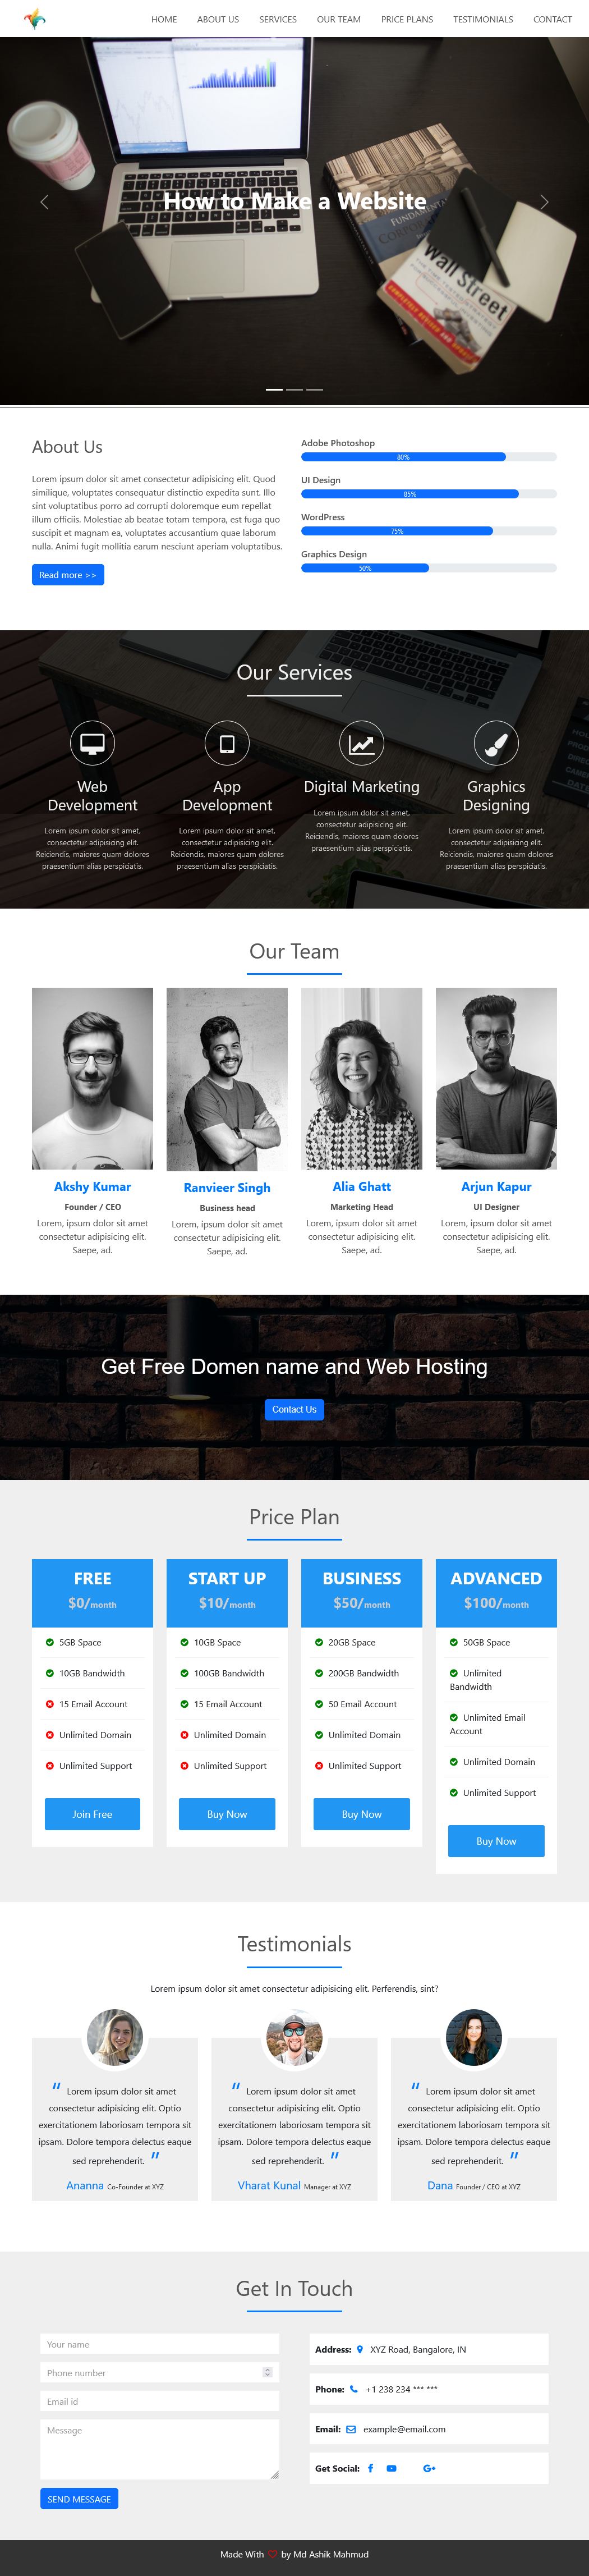 HOME ABOUT US SERVICES OUR TEAM PRICE PLANS TESTIMONIALS CONTACT
How to Make a Website
Wall Street
About Us
Lorem ipsum dolor sit amet consectetur adipisicing elit. Quod
similique, voluptates consequatur distinctio expedita sunt. Illo
sint voluptatibus porro ad corrupti doloremque eum repellat
illum officiis. Molestiae ab beatae totam tempora, est fuga quo
suscipit et magnam ea, voluptates accusantium quae laborum
nulla. Animi fugit mollitia earum nesciunt aperiam voluptatibus.
Read more >>
Adobe Photoshop
80%
UI Design
85%
WordPress
75%
Graphics Design
50%
Our Services
Web
Development
Lorem ipsum dolor sit amet,
consectetur adipisicing elit.
Reiciendis, maiores quam dolores
praesentium alias perspiciatis.
App
Development
Lorem ipsum dolor sit amet,
consectetur adipisicing elit.
Reiciendis, maiores quam dolores
praesentium alias perspiciatis.
Digital Marketing
Lorem ipsum dolor sit amet,
consectetur adipisicing elit.
Reiciendis, maiores quam dolores
praesentium alias perspiciatis.
Graphics
Designing
Lorem ipsum dolor sit amet,
consectetur adipisicing elit.
Reiciendis, maiores quam dolores
praesentium alias perspiciatis.
Our Team
Akshy Kumar
Founder / CEO
Lorem, ipsum dolor sit amet
consectetur adipisicing elit.
Saepe, ad.
Ranvieer Singh
Business head
Lorem, ipsum dolor sit amet
consectetur adipisicing elit.
Saepe, ad.
Alia Ghatt
Marketing Head
Lorem, ipsum dolor sit amet
consectetur adipisicing elit.
Saepe, ad.
Arjun Kapur
UI Designer
Lorem, ipsum dolor sit amet
consectetur adipisicing elit.
Saepe, ad.
Get Free Domen name and Web Hosting
Contact Us
Price Plan
FREE
$0/month
5GB Space
10GB Bandwidth
15 Email Account
Unlimited Domain
Unlimited Support
Join Free
START UP
$10/month
10GB Space
100GB Bandwidth
15 Email Account
Unlimited Domain
Unlimited Support
Buy Now
BUSINESS
$50/month
20GB Space
200GB Bandwidth
50 Email Account
Unlimited Domain
Unlimited Support
Buy Now
ADVANCED
$100/month
50GB Space
Unlimited
Bandwidth
Unlimited Email
Account
Unlimited Domain
Unlimited Support
Buy Now
Testimonials
Lorem ipsum dolor sit amet consectetur adipisicing elit. Perferendis, sint?
“ Lorem ipsum dolor sit amet
consectetur adipisicing elit. Optio
exercitationem laboriosam tempora sit
ipsam. Dolore tempora delectus eaque
sed reprehenderit. ”
Ananna Co-Founder at XYZ
“ Lorem ipsum dolor sit amet
consectetur adipisicing elit. Optio
exercitationem laboriosam tempora sit
ipsam. Dolore tempora delectus eaque
sed reprehenderit. ”
Vharat Kunal Manager at XYZ
“ Lorem ipsum dolor sit amet
consectetur adipisicing elit. Optio
exercitationem laboriosam tempora sit
ipsam. Dolore tempora delectus eaque
sed reprehenderit. ”
Dana Founder / CEO at XYZ
Get In Touch
Your name
Phone number
Email id
Message
SEND MESSAGE
Address: XYZ Road, Bangalore, IN
Phone: +1 238 234 *** ***
Email: example@email.com
Get Social:
Made With by Md Ashik Mahmud